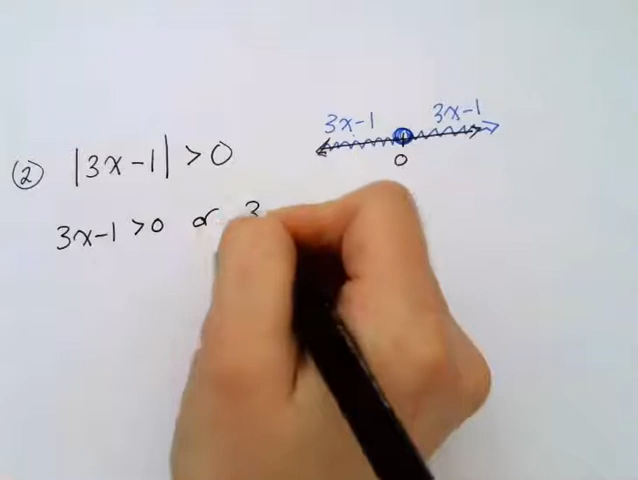 3x-1 3x-1
0
② |3x-1| >0
3x-1 >0 or 3